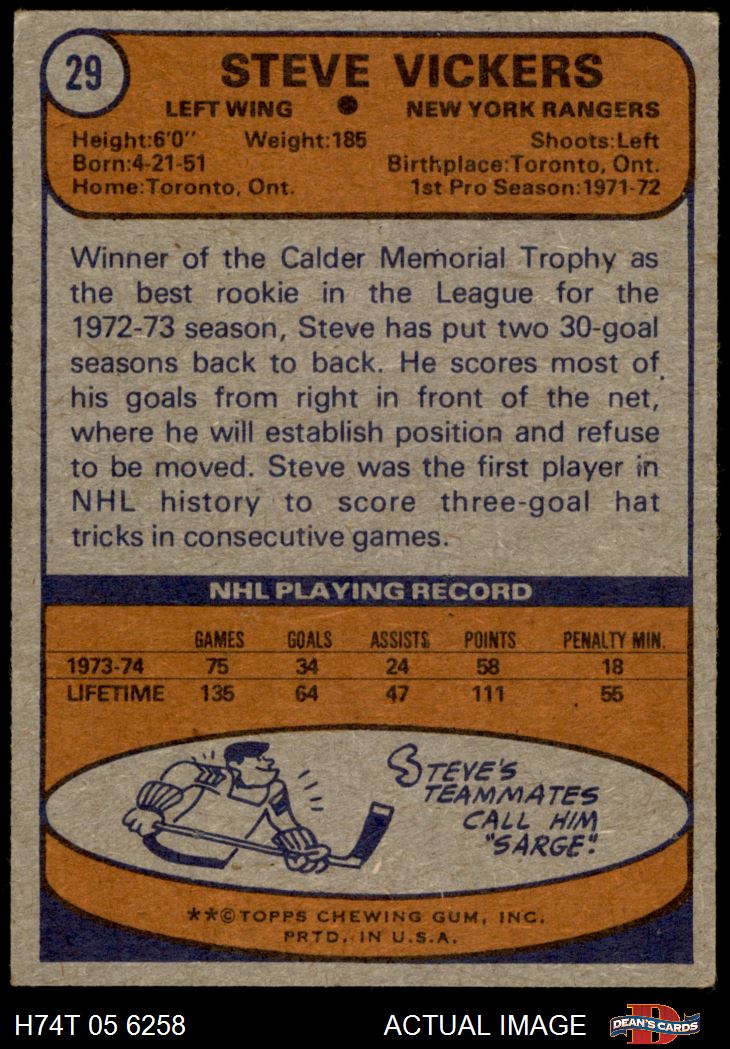 29
STEVE VICKERS
LEFT WING ● NEW YORK RANGERS
Height:6'0" Weight:185 Shoots:Left
Born:4-21-51 Birthplace:Toronto, Ont.
Home:Toronto, Ont. 1st Pro Season:1971-72
Winner of the Calder Memorial Trophy as
the best rookie in the League for the
1972-73 season, Steve has put two 30-goal
seasons back to back. He scores most of
his goals from right in front of the net,
where he will establish position and refuse
to be moved. Steve was the first player in
NHL history to score three-goal hat
tricks in consecutive games.
NHL PLAYING RECORD
GAMES GOALS ASSISTS POINTS PENALTY MIN.
1973-74 75 34 24 58 18
LIFETIME 135 64 47 111 55
STEVE'S
TEAMMATES
CALL HIM
"SARGE."
**©TOPPS CHEWING GUM, INC.
PRTD. IN U.S.A.
H74T 05 6258 ACTUAL IMAGE DEAN'S CARDS